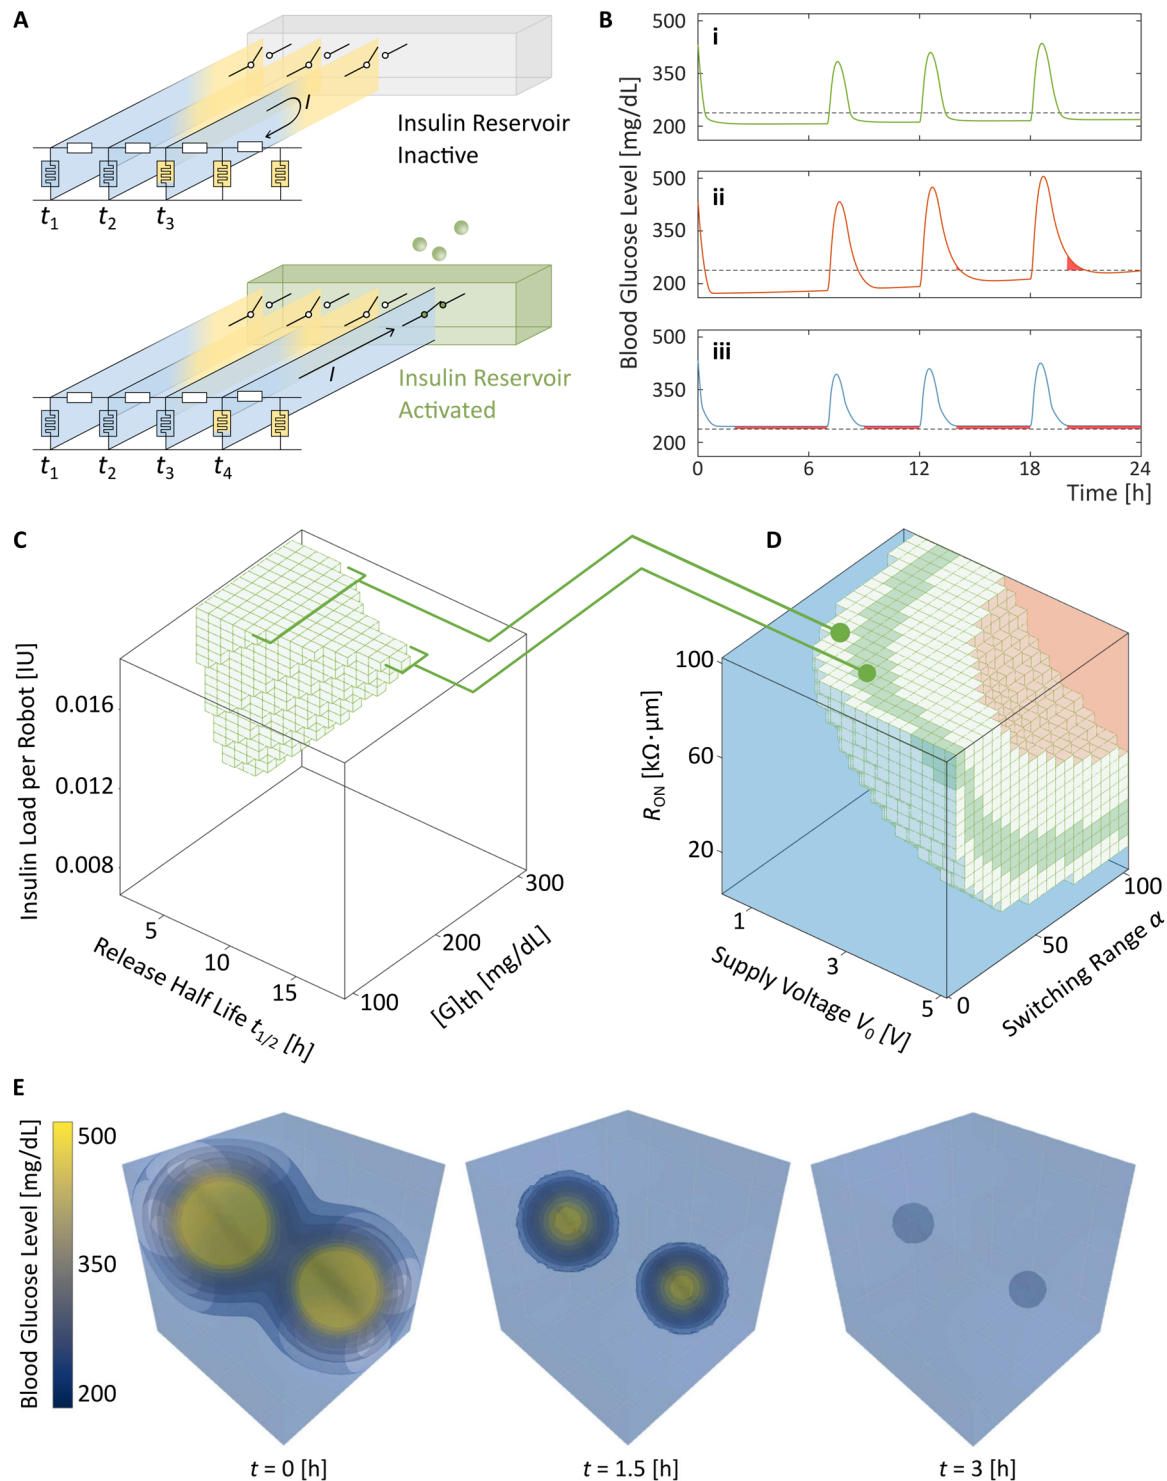 A
I
Insulin Reservoir
Inactive
t1 t2 t3
Insulin Reservoir
Activated
I
t1 t2 t3 t4
B
Blood Glucose Level [mg/dL]
i
500
350
200
ii
500
350
200
iii
500
350
200
0 6 12 18 24
Time [h]
C
Insulin Load per Robot [IU]
0.016
0.012
0.008
5
10
15
Release Half Life t1/2 [h]
100
200
300
[G]th [mg/dL]
D
RON [kΩ·µm]
100
60
20
1
3
5
Supply Voltage V0 [V]
0
50
100
Switching Range α
E
Blood Glucose Level [mg/dL]
500
350
200
t = 0 [h]
t = 1.5 [h]
t = 3 [h]